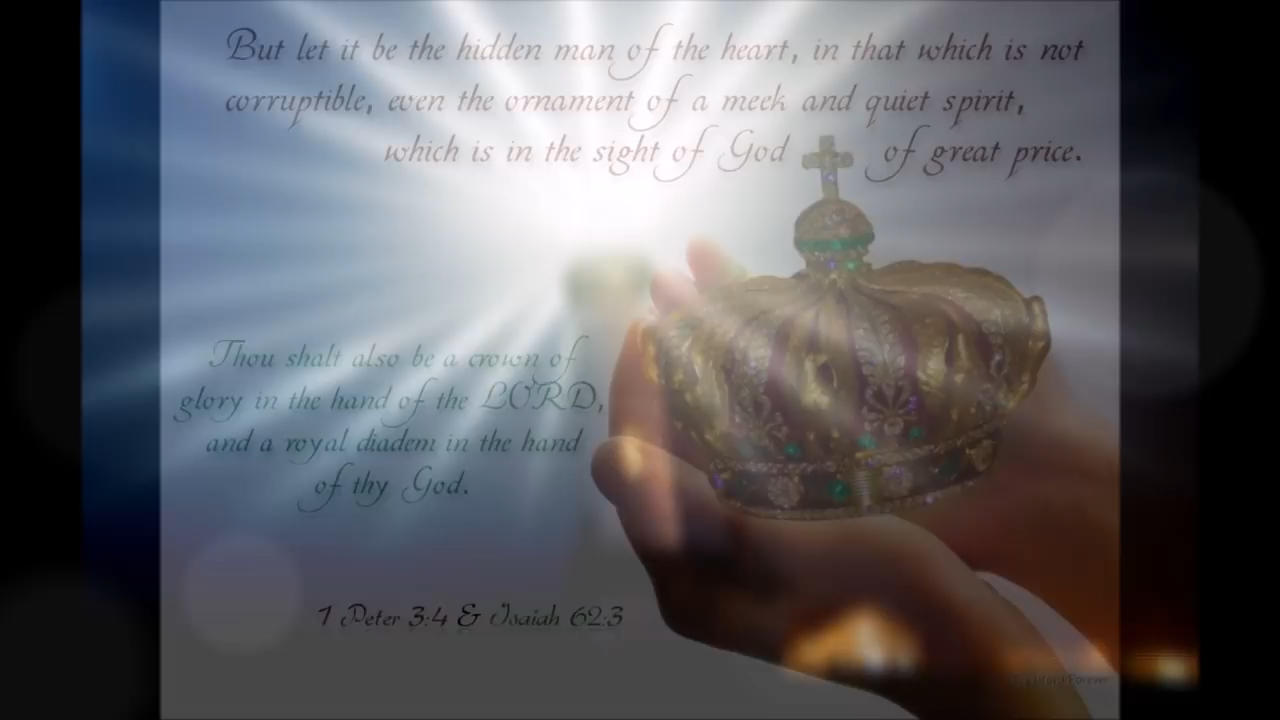 But let it be the hidden man of the heart, in that which is not
corruptible, even the ornament of a meek and quiet spirit,
which is in the sight of God of great price.
Thou shalt also be a crown of
glory in the hand of the LORD,
and a royal diadem in the hand
of thy God.
1 Peter 3:4 & Isaiah 62:3
Forever